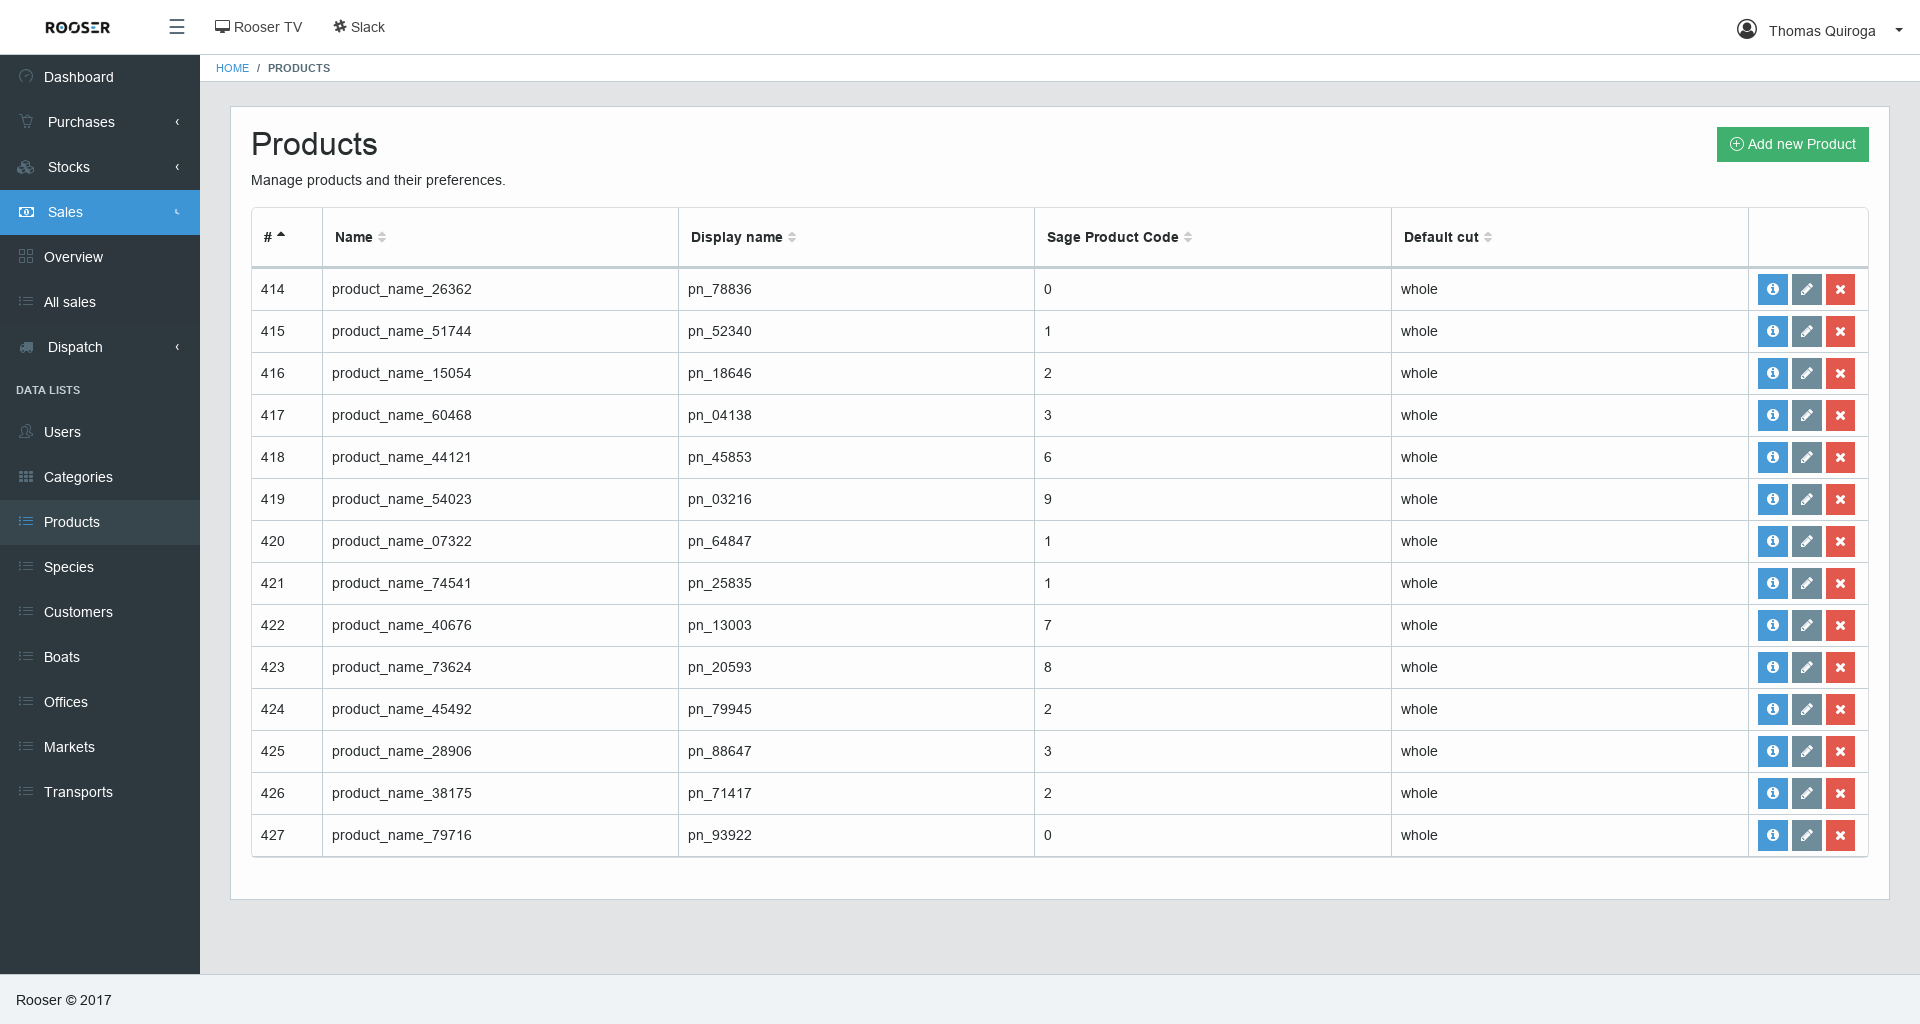 ROOSER
Rooser TV
Slack
Thomas Quiroga
HOME / PRODUCTS
Dashboard
Purchases
Stocks
Sales
Overview
All sales
Dispatch
DATA LISTS
Users
Categories
Products
Species
Customers
Boats
Offices
Markets
Transports
Products
Add new Product
Manage products and their preferences.
# Name Display name Sage Product Code Default cut
414 product_name_26362 pn_78836 0 whole
415 product_name_51744 pn_52340 1 whole
416 product_name_15054 pn_18646 2 whole
417 product_name_60468 pn_04138 3 whole
418 product_name_44121 pn_45853 6 whole
419 product_name_54023 pn_03216 9 whole
420 product_name_07322 pn_64847 1 whole
421 product_name_74541 pn_25835 1 whole
422 product_name_40676 pn_13003 7 whole
423 product_name_73624 pn_20593 8 whole
424 product_name_45492 pn_79945 2 whole
425 product_name_28906 pn_88647 3 whole
426 product_name_38175 pn_71417 2 whole
427 product_name_79716 pn_93922 0 whole
Rooser © 2017